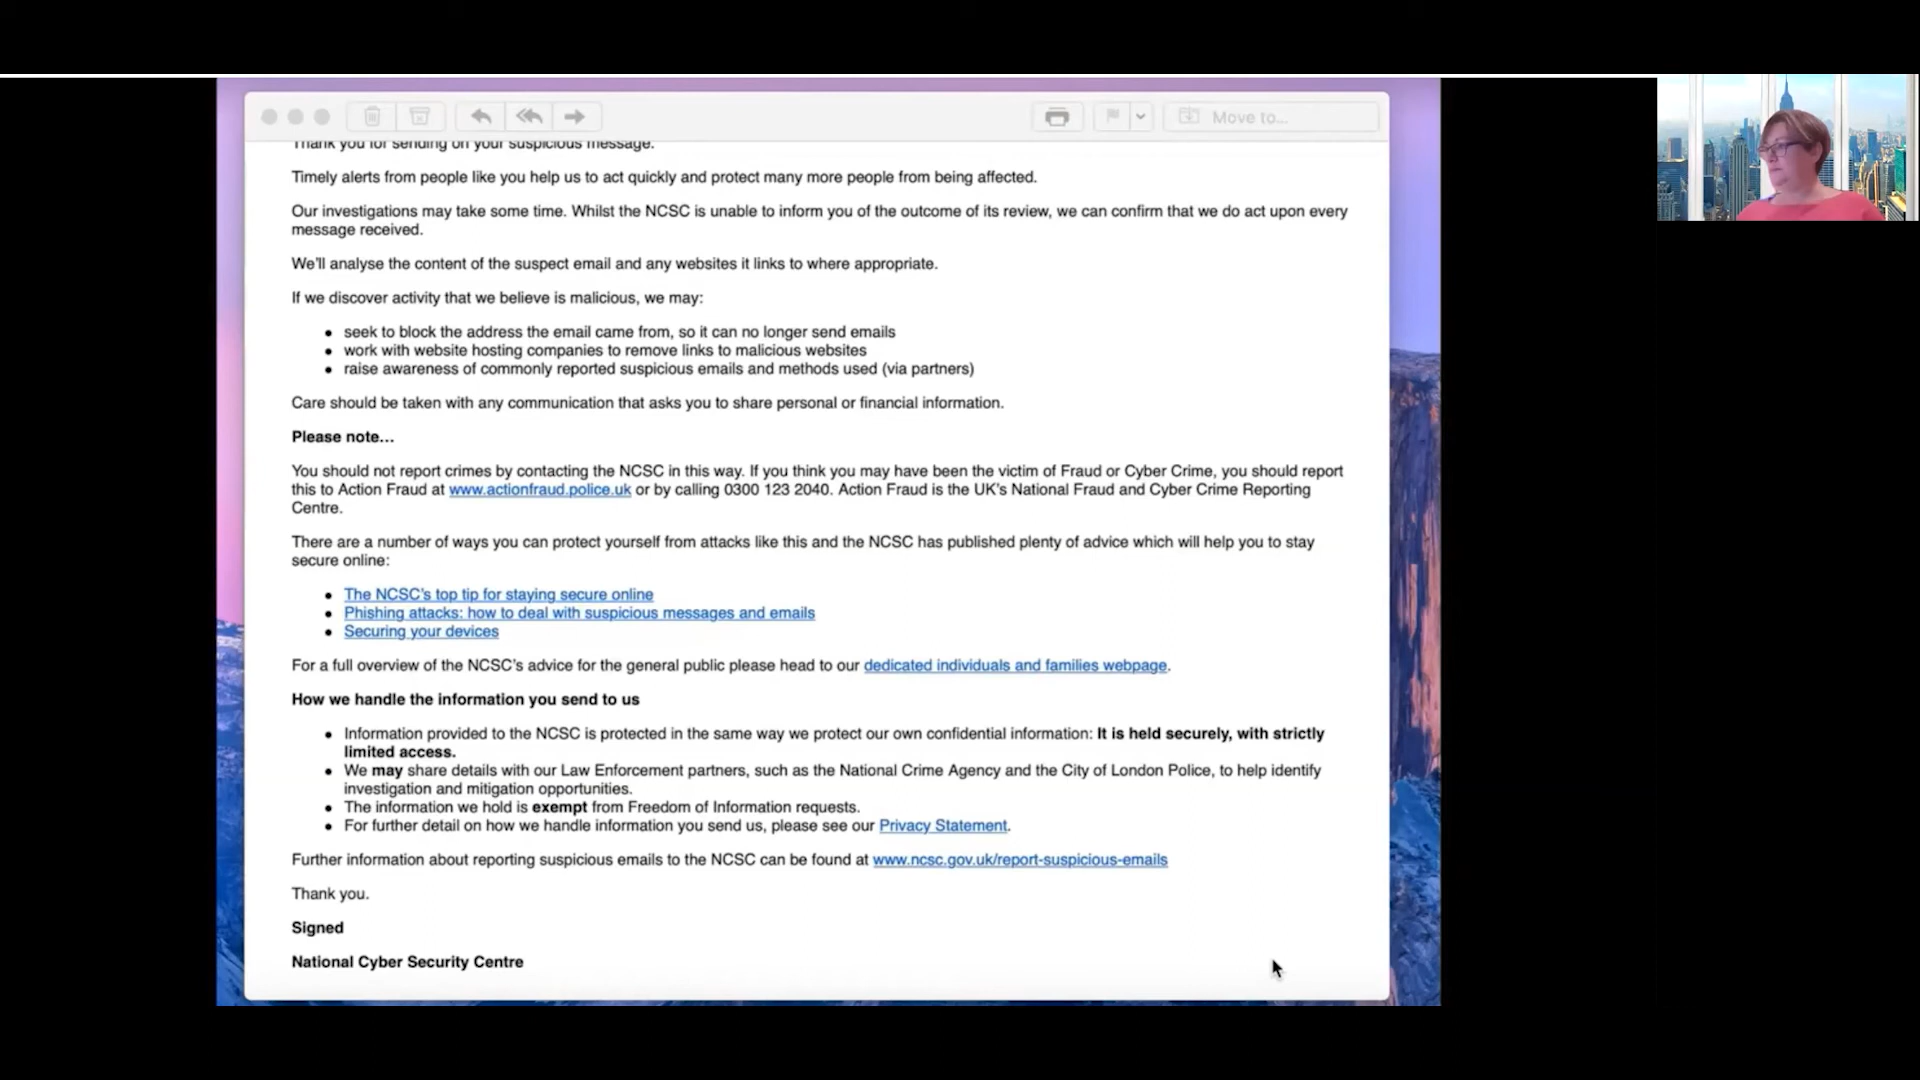 Move to...
Thank you for sending on your suspicious message.
Timely alerts from people like you help us to act quickly and protect many more people from being affected.
Our investigations may take some time. Whilst the NCSC is unable to inform you of the outcome of its review, we can confirm that we do act upon every
message received.
We'll analyse the content of the suspect email and any websites it links to where appropriate.
If we discover activity that we believe is malicious, we may:
• seek to block the address the email came from, so it can no longer send emails
• work with website hosting companies to remove links to malicious websites
• raise awareness of commonly reported suspicious emails and methods used (via partners)
Care should be taken with any communication that asks you to share personal or financial information.
Please note...
You should not report crimes by contacting the NCSC in this way. If you think you may have been the victim of Fraud or Cyber Crime, you should report
this to Action Fraud at www.actionfraud.police.uk or by calling 0300 123 2040. Action Fraud is the UK's National Fraud and Cyber Crime Reporting
Centre.
There are a number of ways you can protect yourself from attacks like this and the NCSC has published plenty of advice which will help you to stay
secure online:
• The NCSC's top tip for staying secure online
• Phishing attacks: how to deal with suspicious messages and emails
• Securing your devices
For a full overview of the NCSC's advice for the general public please head to our dedicated individuals and families webpage.
How we handle the information you send to us
• Information provided to the NCSC is protected in the same way we protect our own confidential information: It is held securely, with strictly
limited access.
• We may share details with our Law Enforcement partners, such as the National Crime Agency and the City of London Police, to help identify
investigation and mitigation opportunities.
• The information we hold is exempt from Freedom of Information requests.
• For further detail on how we handle information you send us, please see our Privacy Statement.
Further information about reporting suspicious emails to the NCSC can be found at www.ncsc.gov.uk/report-suspicious-emails
Thank you.
Signed
National Cyber Security Centre